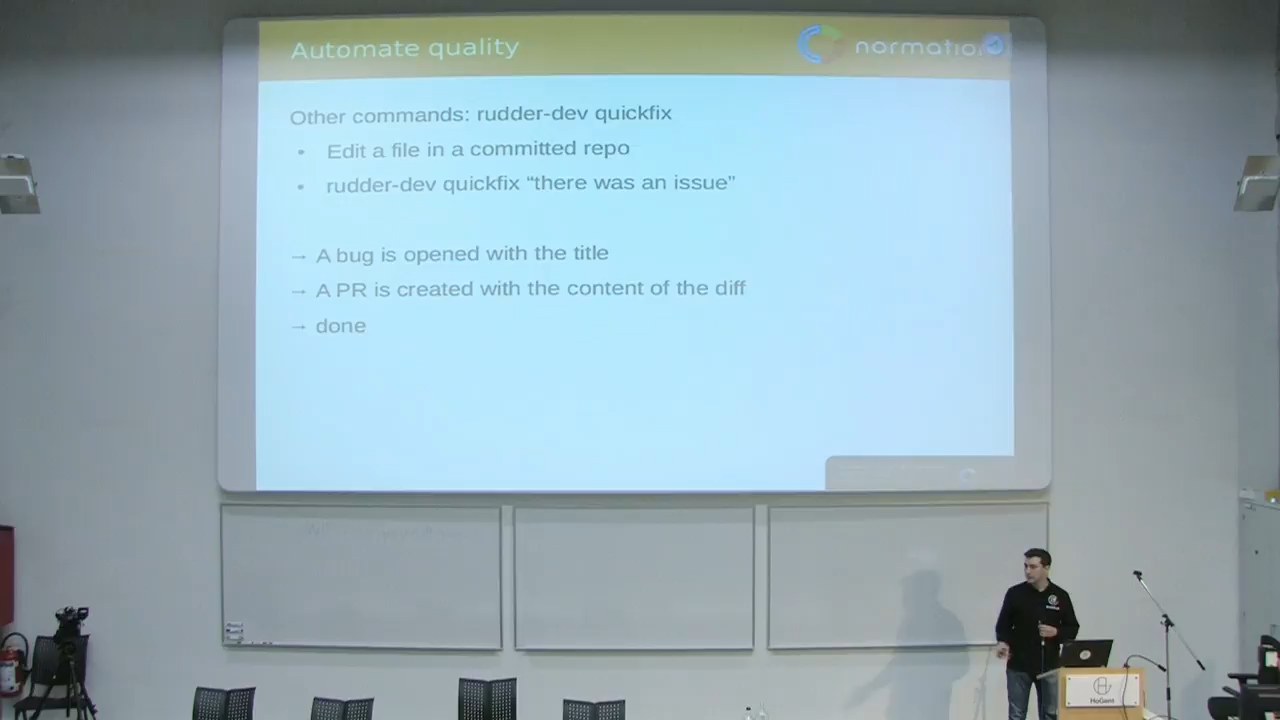 Automate quality
normation
Other commands: rudder-dev quickfix
• Edit a file in a committed repo
• rudder-dev quickfix “there was an issue”
→ A bug is opened with the title
→ A PR is created with the content of the diff
→ done
HoGent